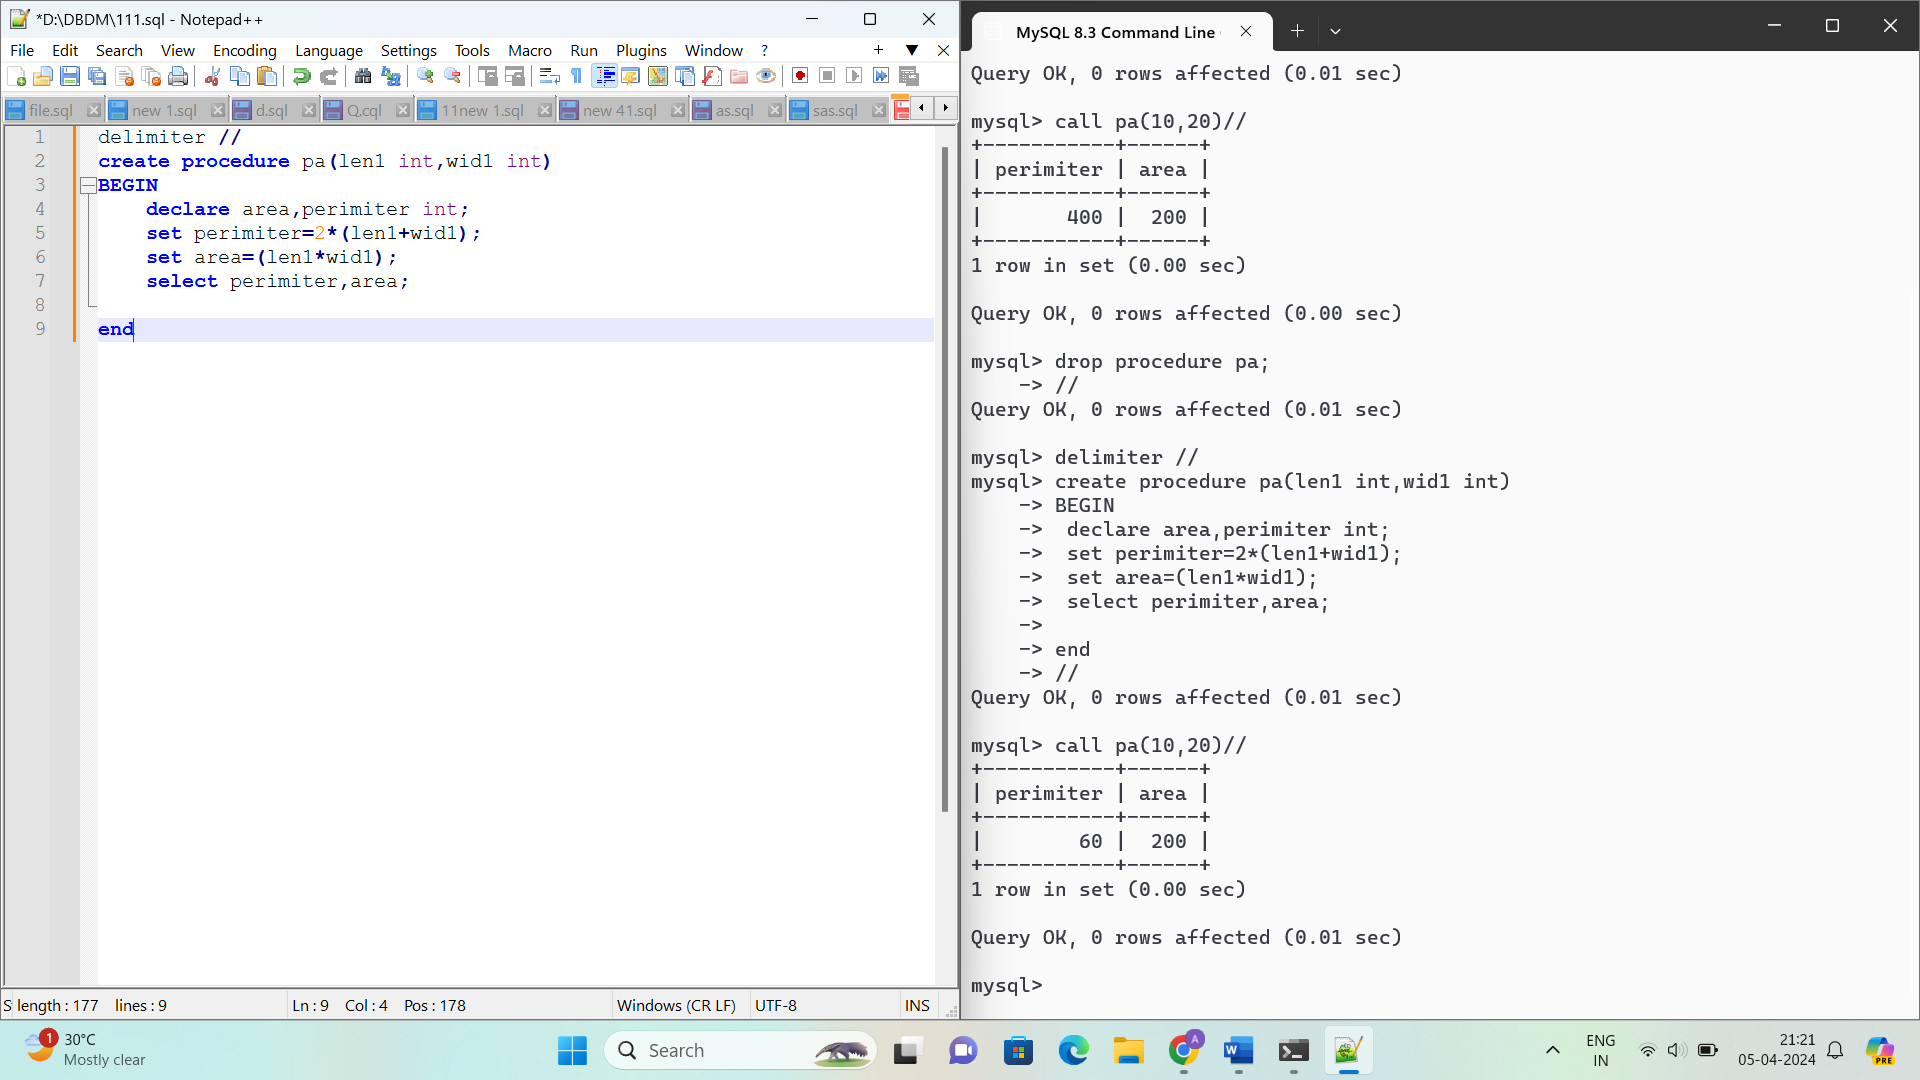 *D:\DBDM\111.sql - Notepad++
File Edit Search View Encoding Language Settings Tools Macro Run Plugins Window ?
file.sql new 1.sql d.sql Q.cql 11new 1.sql new 41.sql as.sql sas.sql
1 delimiter //
2 create procedure pa(len1 int,wid1 int)
3 BEGIN
4 declare area,perimiter int;
5 set perimiter=2*(len1+wid1);
6 set area=(len1*wid1);
7 select perimiter,area;
8
9 end
S length : 177 lines : 9 Ln : 9 Col : 4 Pos : 178 Windows (CR LF) UTF-8 INS
MySQL 8.3 Command Line
Query OK, 0 rows affected (0.01 sec)
mysql> call pa(10,20)//
+-----------+------+
| perimiter | area |
+-----------+------+
|       400 |  200 |
+-----------+------+
1 row in set (0.00 sec)
Query OK, 0 rows affected (0.00 sec)
mysql> drop procedure pa;
    -> //
Query OK, 0 rows affected (0.01 sec)
mysql> delimiter //
mysql> create procedure pa(len1 int,wid1 int)
    -> BEGIN
    ->  declare area,perimiter int;
    ->  set perimiter=2*(len1+wid1);
    ->  set area=(len1*wid1);
    ->  select perimiter,area;
    ->
    -> end
    -> //
Query OK, 0 rows affected (0.01 sec)
mysql> call pa(10,20)//
+-----------+------+
| perimiter | area |
+-----------+------+
|        60 |  200 |
+-----------+------+
1 row in set (0.00 sec)
Query OK, 0 rows affected (0.01 sec)
mysql>
1
30°C
Mostly clear
Search
A
W
ENG
IN
21:21
05-04-2024
PRE